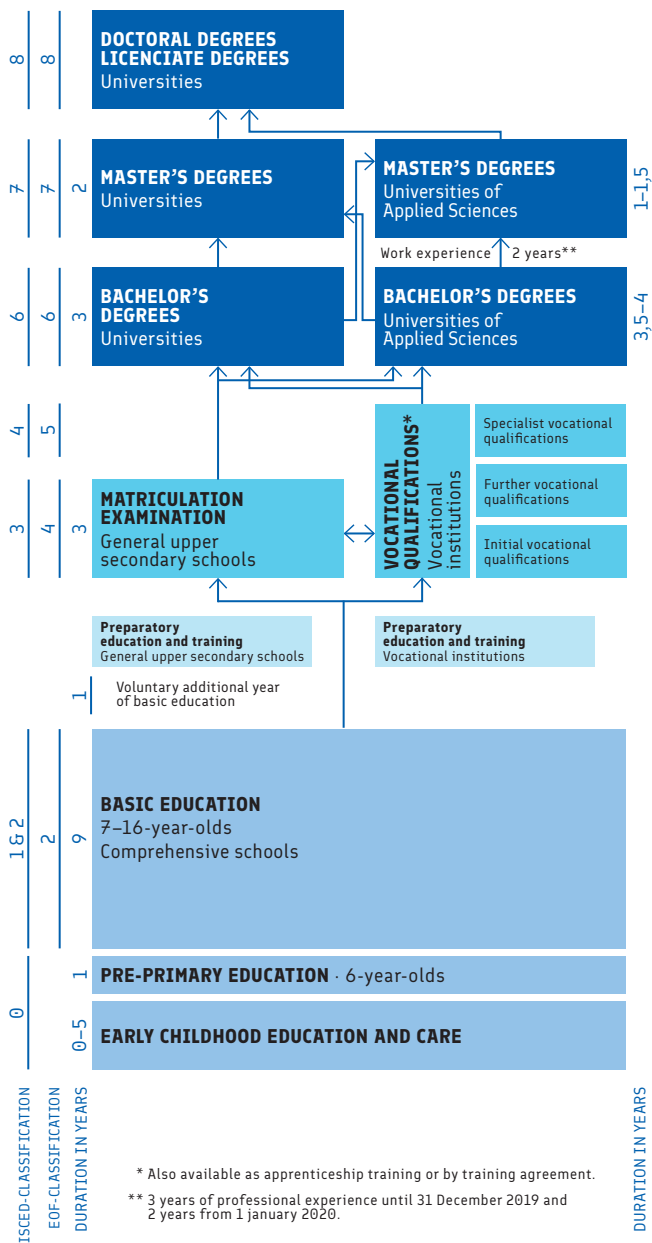 8
8
DOCTORAL DEGREES
LICENCIATE DEGREES
Universities
7
7
2
MASTER'S DEGREES
Universities
MASTER'S DEGREES
Universities of
Applied Sciences
1–1,5
Work experience
2 years**
6
6
3
BACHELOR'S
DEGREES
Universities
BACHELOR'S DEGREES
Universities of
Applied Sciences
3,5–4
4
5
3
4
3
MATRICULATION
EXAMINATION
General upper
secondary schools
VOCATIONAL
QUALIFICATIONS*
Vocational
institutions
Specialist vocational
qualifications
Further vocational
qualifications
Initial vocational
qualifications
Preparatory
education and training
General upper secondary schools
Preparatory
education and training
Vocational institutions
1
Voluntary additional year
of basic education
1&2
2
9
BASIC EDUCATION
7–16-year-olds
Comprehensive schools
0
1
PRE-PRIMARY EDUCATION · 6-year-olds
0–5
EARLY CHILDHOOD EDUCATION AND CARE
ISCED-CLASSIFICATION
EOF-CLASSIFICATION
DURATION IN YEARS
DURATION IN YEARS
* Also available as apprenticeship training or by training agreement.
** 3 years of professional experience until 31 December 2019 and
2 years from 1 january 2020.